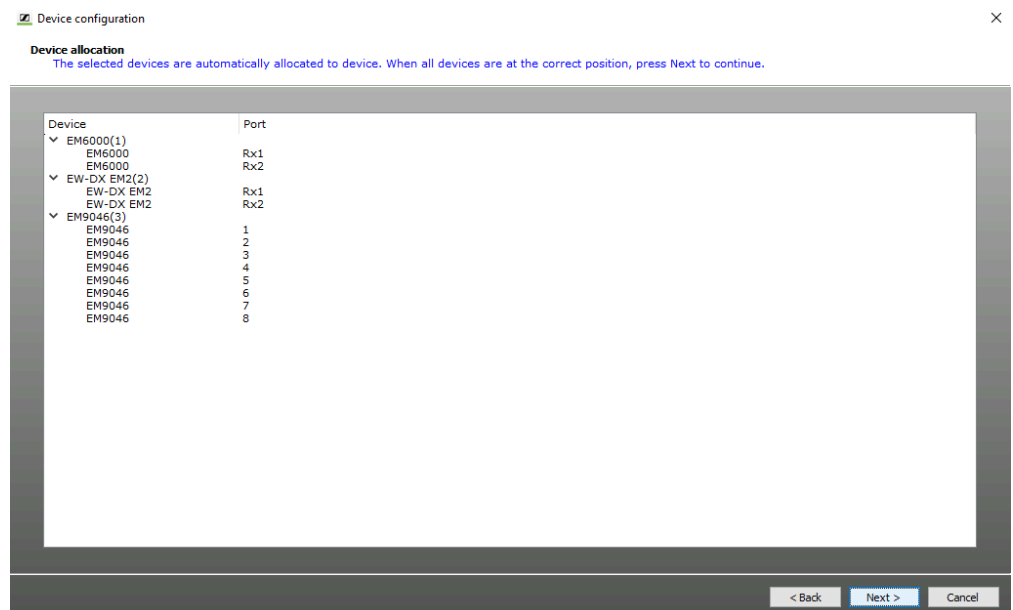 Device configuration
Device allocation
The selected devices are automatically allocated to device. When all devices are at the correct position, press Next to continue.
Device Port
EM6000(1)
EM6000 Rx1
EM6000 Rx2
EW-DX EM2(2)
EW-DX EM2 Rx1
EW-DX EM2 Rx2
EM9046(3)
EM9046 1
EM9046 2
EM9046 3
EM9046 4
EM9046 5
EM9046 6
EM9046 7
EM9046 8
< Back Next > Cancel